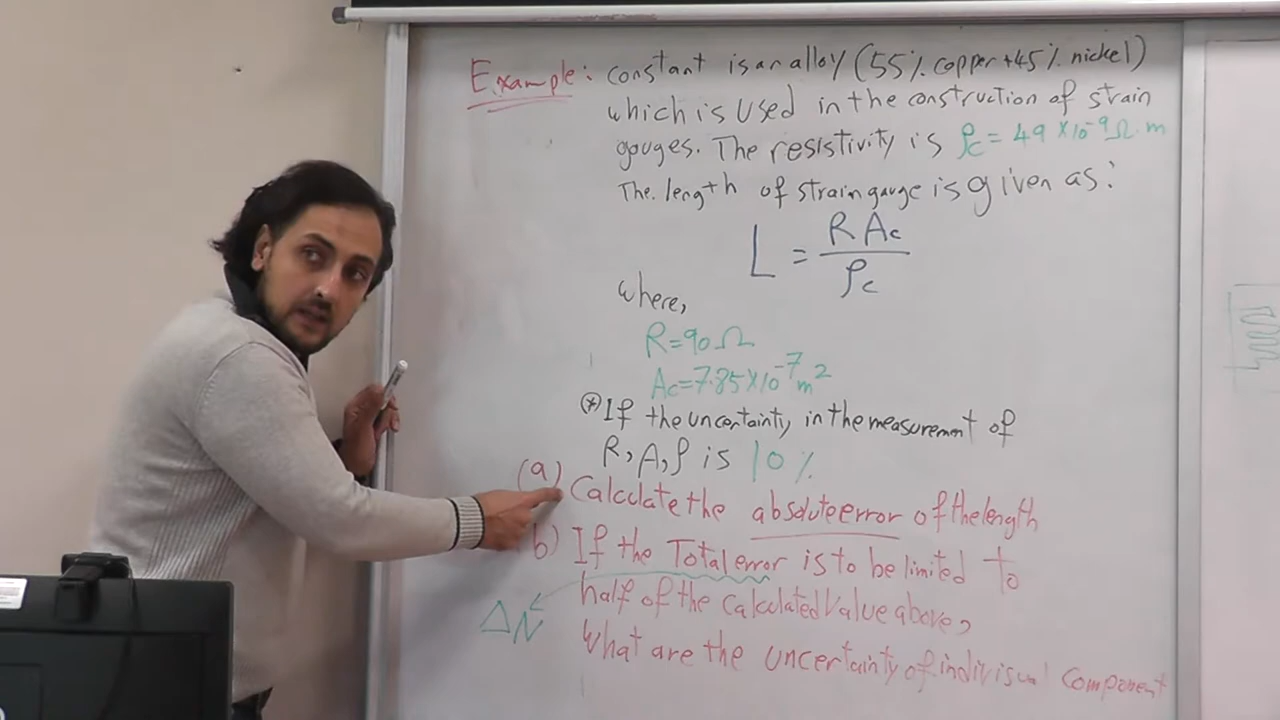 Example: constant is an alloy (55% copper +45% nickel)
which is used in the construction of strain
gauges. The resistivity is ρc = 49 ×10⁻⁹ Ω.m
The length of strain gauge is given as:
L = R Ac / ρc
where,
R=90 Ω
Ac=7.85×10⁻⁷ m²
(*) If the uncertainty in the measurement of
R, A, ρ is 10%
(a) Calculate the absolute error of the length
b) If the Total error is to be limited to
half of the calculated value above,
ΔN
What are the uncertainty of indivisual component